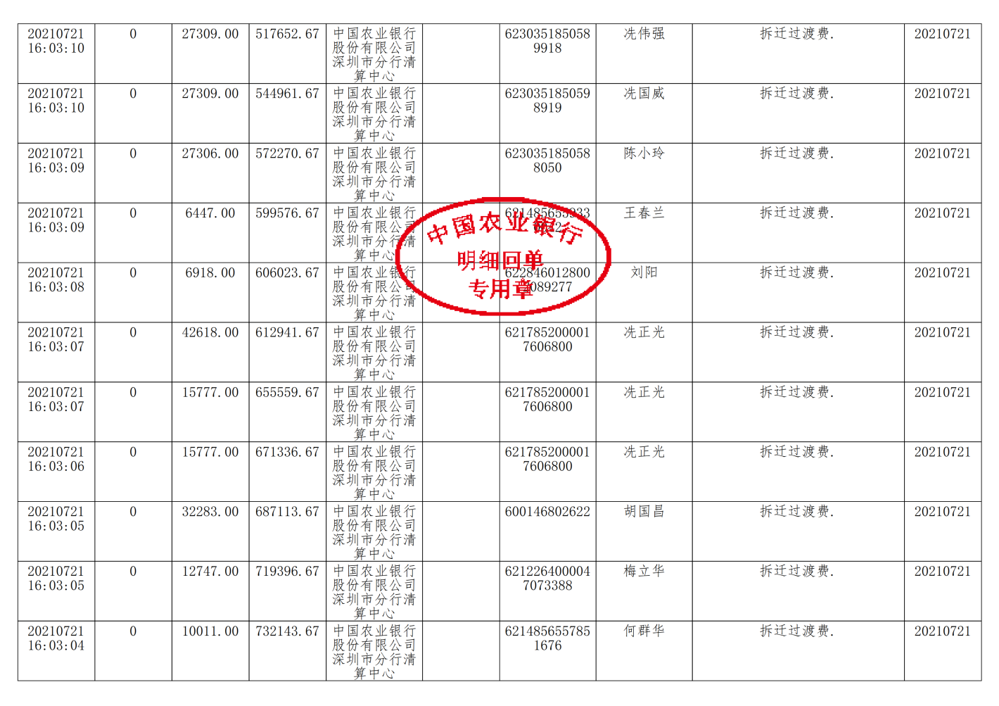 20210721 0 27309.00 517652.67 中国农业银行 623035185058 冼伟强 拆迁过渡费. 20210721
16:03:10 股份有限公司 9918
深圳市分行清
算中心
20210721 0 27309.00 544961.67 中国农业银行 623035185059 冼国威 拆迁过渡费. 20210721
16:03:10 股份有限公司 8919
深圳市分行清
算中心
20210721 0 27306.00 572270.67 中国农业银行 623035185058 陈小玲 拆迁过渡费. 20210721
16:03:09 股份有限公司 8050
深圳市分行清
算中心
20210721 0 6447.00 599576.67 中国农业银行 王春兰 拆迁过渡费. 20210721
16:03:09 股份有限公司
深圳市分行清
算中心
中国农业银行
明细回单
专用章
20210721 0 6918.00 606023.67 中国农业银行 622846012800 刘阳 拆迁过渡费. 20210721
16:03:08 股份有限公司 089277
深圳市分行清
算中心
20210721 0 42618.00 612941.67 中国农业银行 621785200001 冼正光 拆迁过渡费. 20210721
16:03:07 股份有限公司 7606800
深圳市分行清
算中心
20210721 0 15777.00 655559.67 中国农业银行 621785200001 冼正光 拆迁过渡费. 20210721
16:03:07 股份有限公司 7606800
深圳市分行清
算中心
20210721 0 15777.00 671336.67 中国农业银行 621785200001 冼正光 拆迁过渡费. 20210721
16:03:06 股份有限公司 7606800
深圳市分行清
算中心
20210721 0 32283.00 687113.67 中国农业银行 600146802622 胡国昌 拆迁过渡费. 20210721
16:03:05 股份有限公司
深圳市分行清
算中心
20210721 0 12747.00 719396.67 中国农业银行 621226400004 梅立华 拆迁过渡费. 20210721
16:03:05 股份有限公司 7073388
深圳市分行清
算中心
20210721 0 10011.00 732143.67 中国农业银行 621485655785 何群华 拆迁过渡费. 20210721
16:03:04 股份有限公司 1676
深圳市分行清
算中心